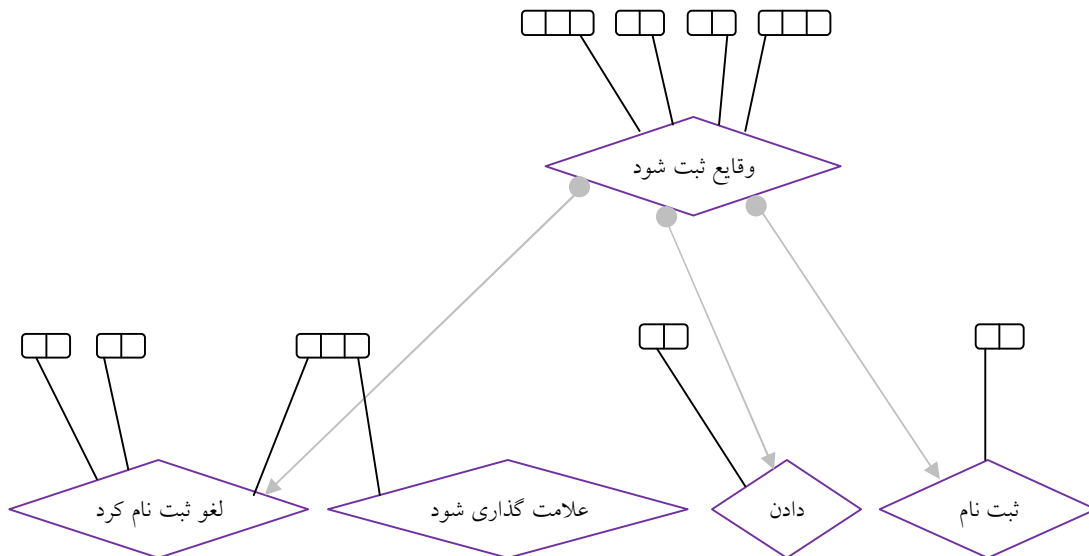 وقایع ثبت شود
ثبت نام
دادن
علامت گذاری شود
لغو ثبت نام کرد